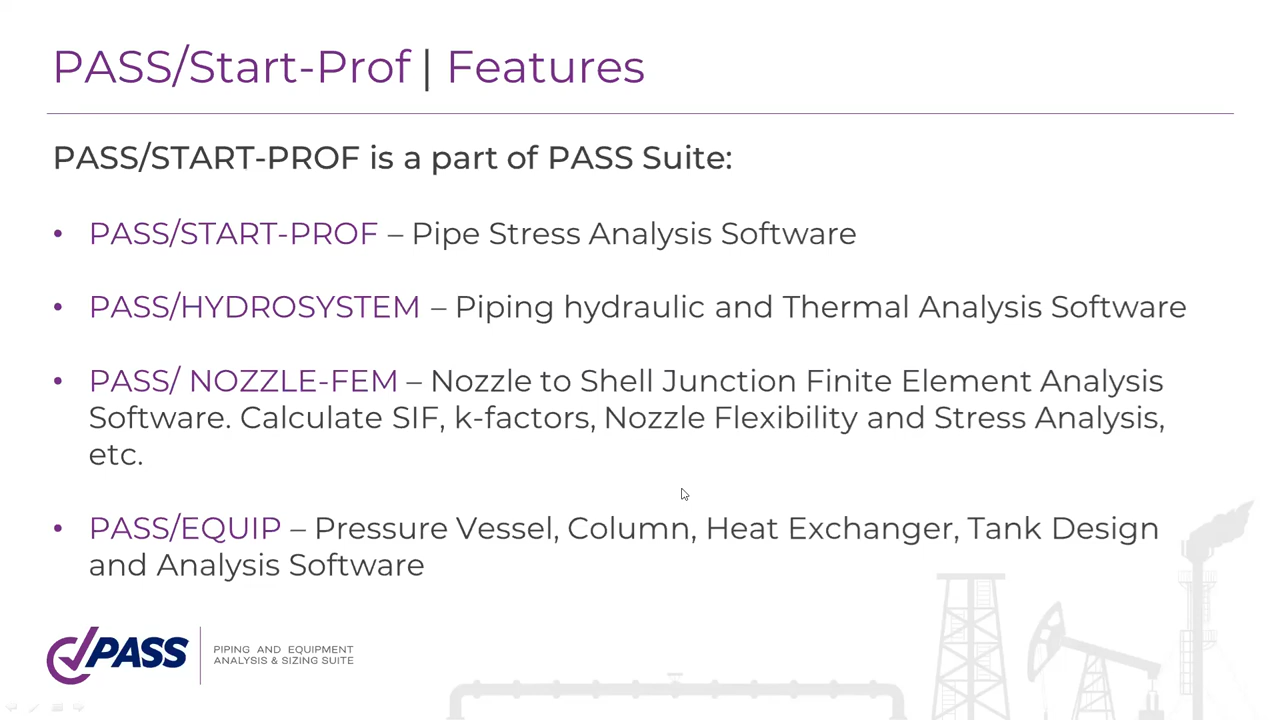 PASS/Start-Prof | Features
PASS/START-PROF is a part of PASS Suite:
• PASS/START-PROF – Pipe Stress Analysis Software
• PASS/HYDROSYSTEM – Piping hydraulic and Thermal Analysis Software
• PASS/ NOZZLE-FEM – Nozzle to Shell Junction Finite Element Analysis
Software. Calculate SIF, k-factors, Nozzle Flexibility and Stress Analysis,
etc.
• PASS/EQUIP – Pressure Vessel, Column, Heat Exchanger, Tank Design
and Analysis Software
PASS
PIPING AND EQUIPMENT
ANALYSIS & SIZING SUITE